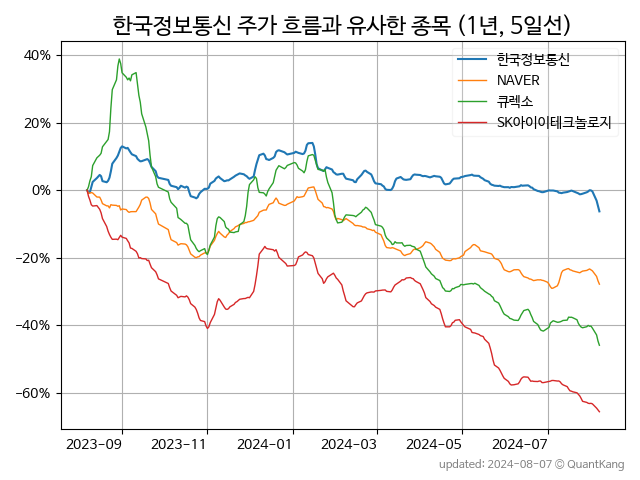 한국정보통신 주가 흐름과 유사한 종목 (1년, 5일선)
한국정보통신
NAVER
큐렉소
SK아이이테크놀로지
40%
20%
0%
−20%
−40%
−60%
2023-09 2023-11 2024-01 2024-03 2024-05 2024-07
updated: 2024-08-07 © QuantKang